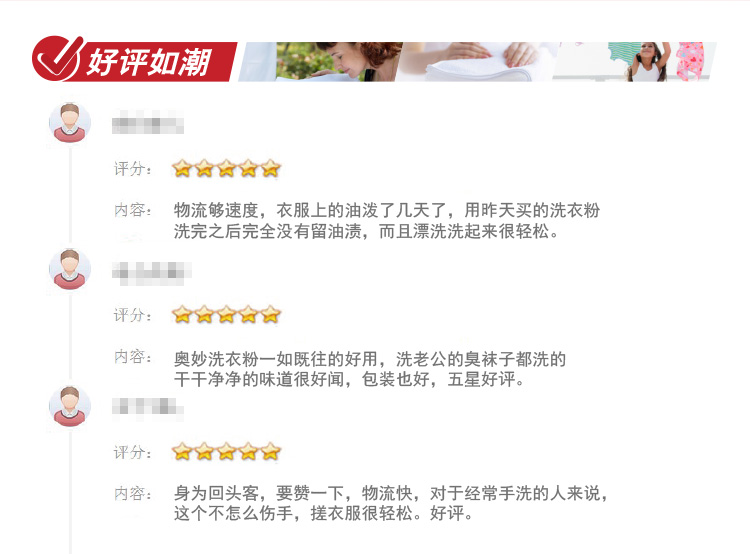 好评如潮
评分：
内容：
物流够速度，衣服上的油泼了几天了，用昨天买的洗衣粉
洗完之后完全没有留油渍，而且漂洗洗起来很轻松。
评分：
内容：
奥妙洗衣粉一如既往的好用，洗老公的臭袜子都洗的
干干净净的味道很好闻，包装也好，五星好评。
评分：
内容：
身为回头客，要赞一下，物流快，对于经常手洗的人来说，
这个不怎么伤手，搓衣服很轻松。好评。